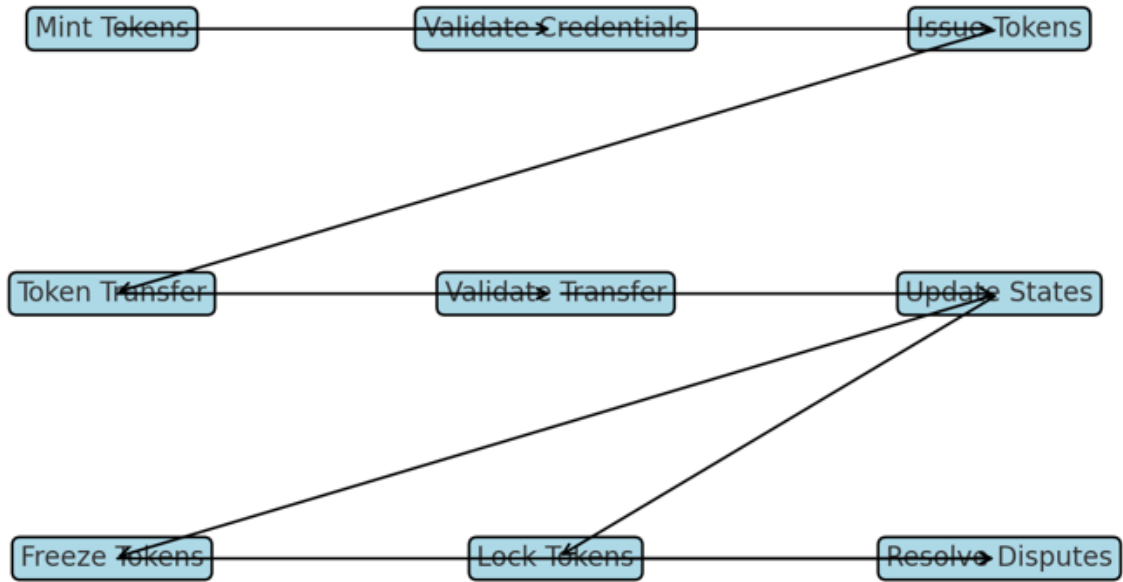 Mint Tokens
Validate Credentials
Issue Tokens
Token Transfer
Validate Transfer
Update States
Freeze Tokens
Lock Tokens
Resolve Disputes